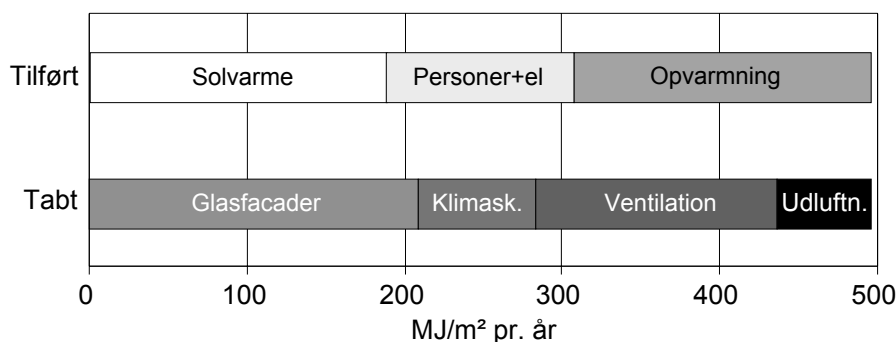 Tilført
Solvarme
Personer+el
Opvarmning
Tabt
Glasfacader
Klimask.
Ventilation
Udluftn.
0 100 200 300 400 500
MJ/m² pr. år